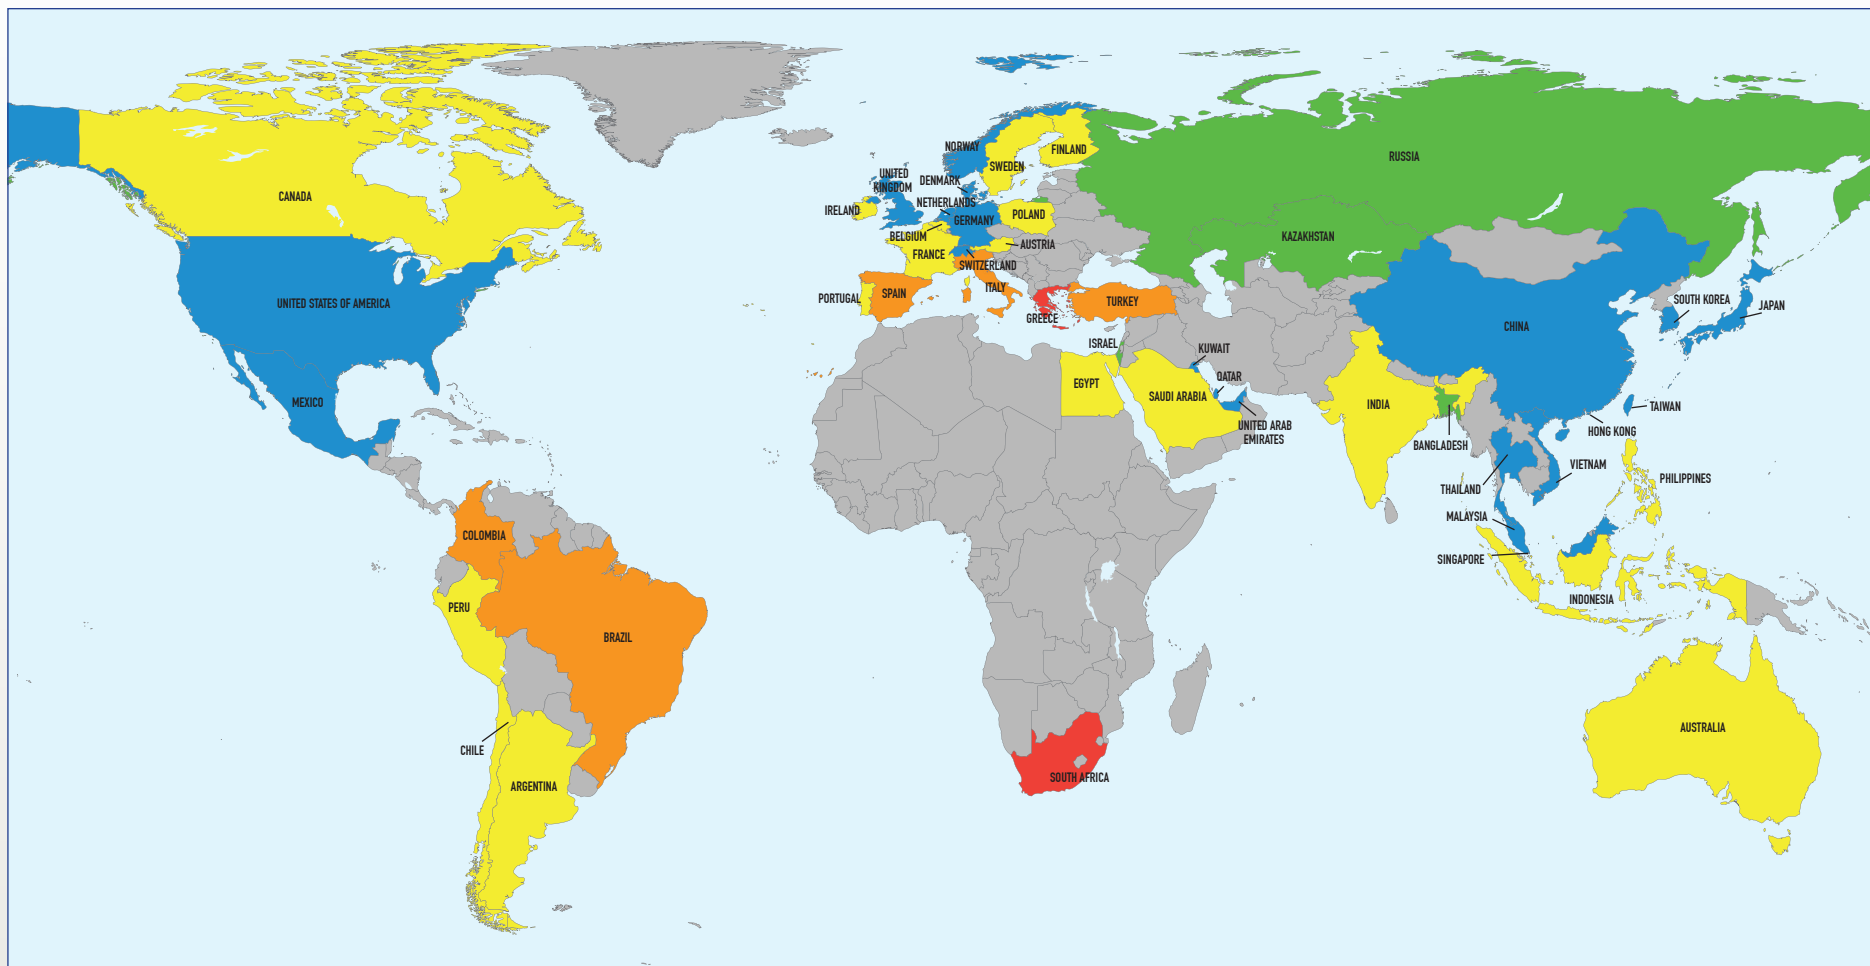 CANADA
UNITED STATES OF AMERICA
MEXICO
COLOMBIA
PERU
BRAZIL
CHILE
ARGENTINA
NORWAY
SWEDEN
FINLAND
UNITED
KINGDOM
DENMARK
NETHERLANDS
IRELAND
GERMANY
POLAND
BELGIUM
AUSTRIA
FRANCE
SWITZERLAND
ITALY
PORTUGAL
SPAIN
GREECE
TURKEY
RUSSIA
KAZAKHSTAN
ISRAEL
KUWAIT
QATAR
EGYPT
SAUDI ARABIA
UNITED ARAB
EMIRATES
SOUTH AFRICA
INDIA
BANGLADESH
CHINA
SOUTH KOREA
JAPAN
TAIWAN
HONG KONG
VIETNAM
THAILAND
PHILIPPINES
MALAYSIA
SINGAPORE
INDONESIA
AUSTRALIA